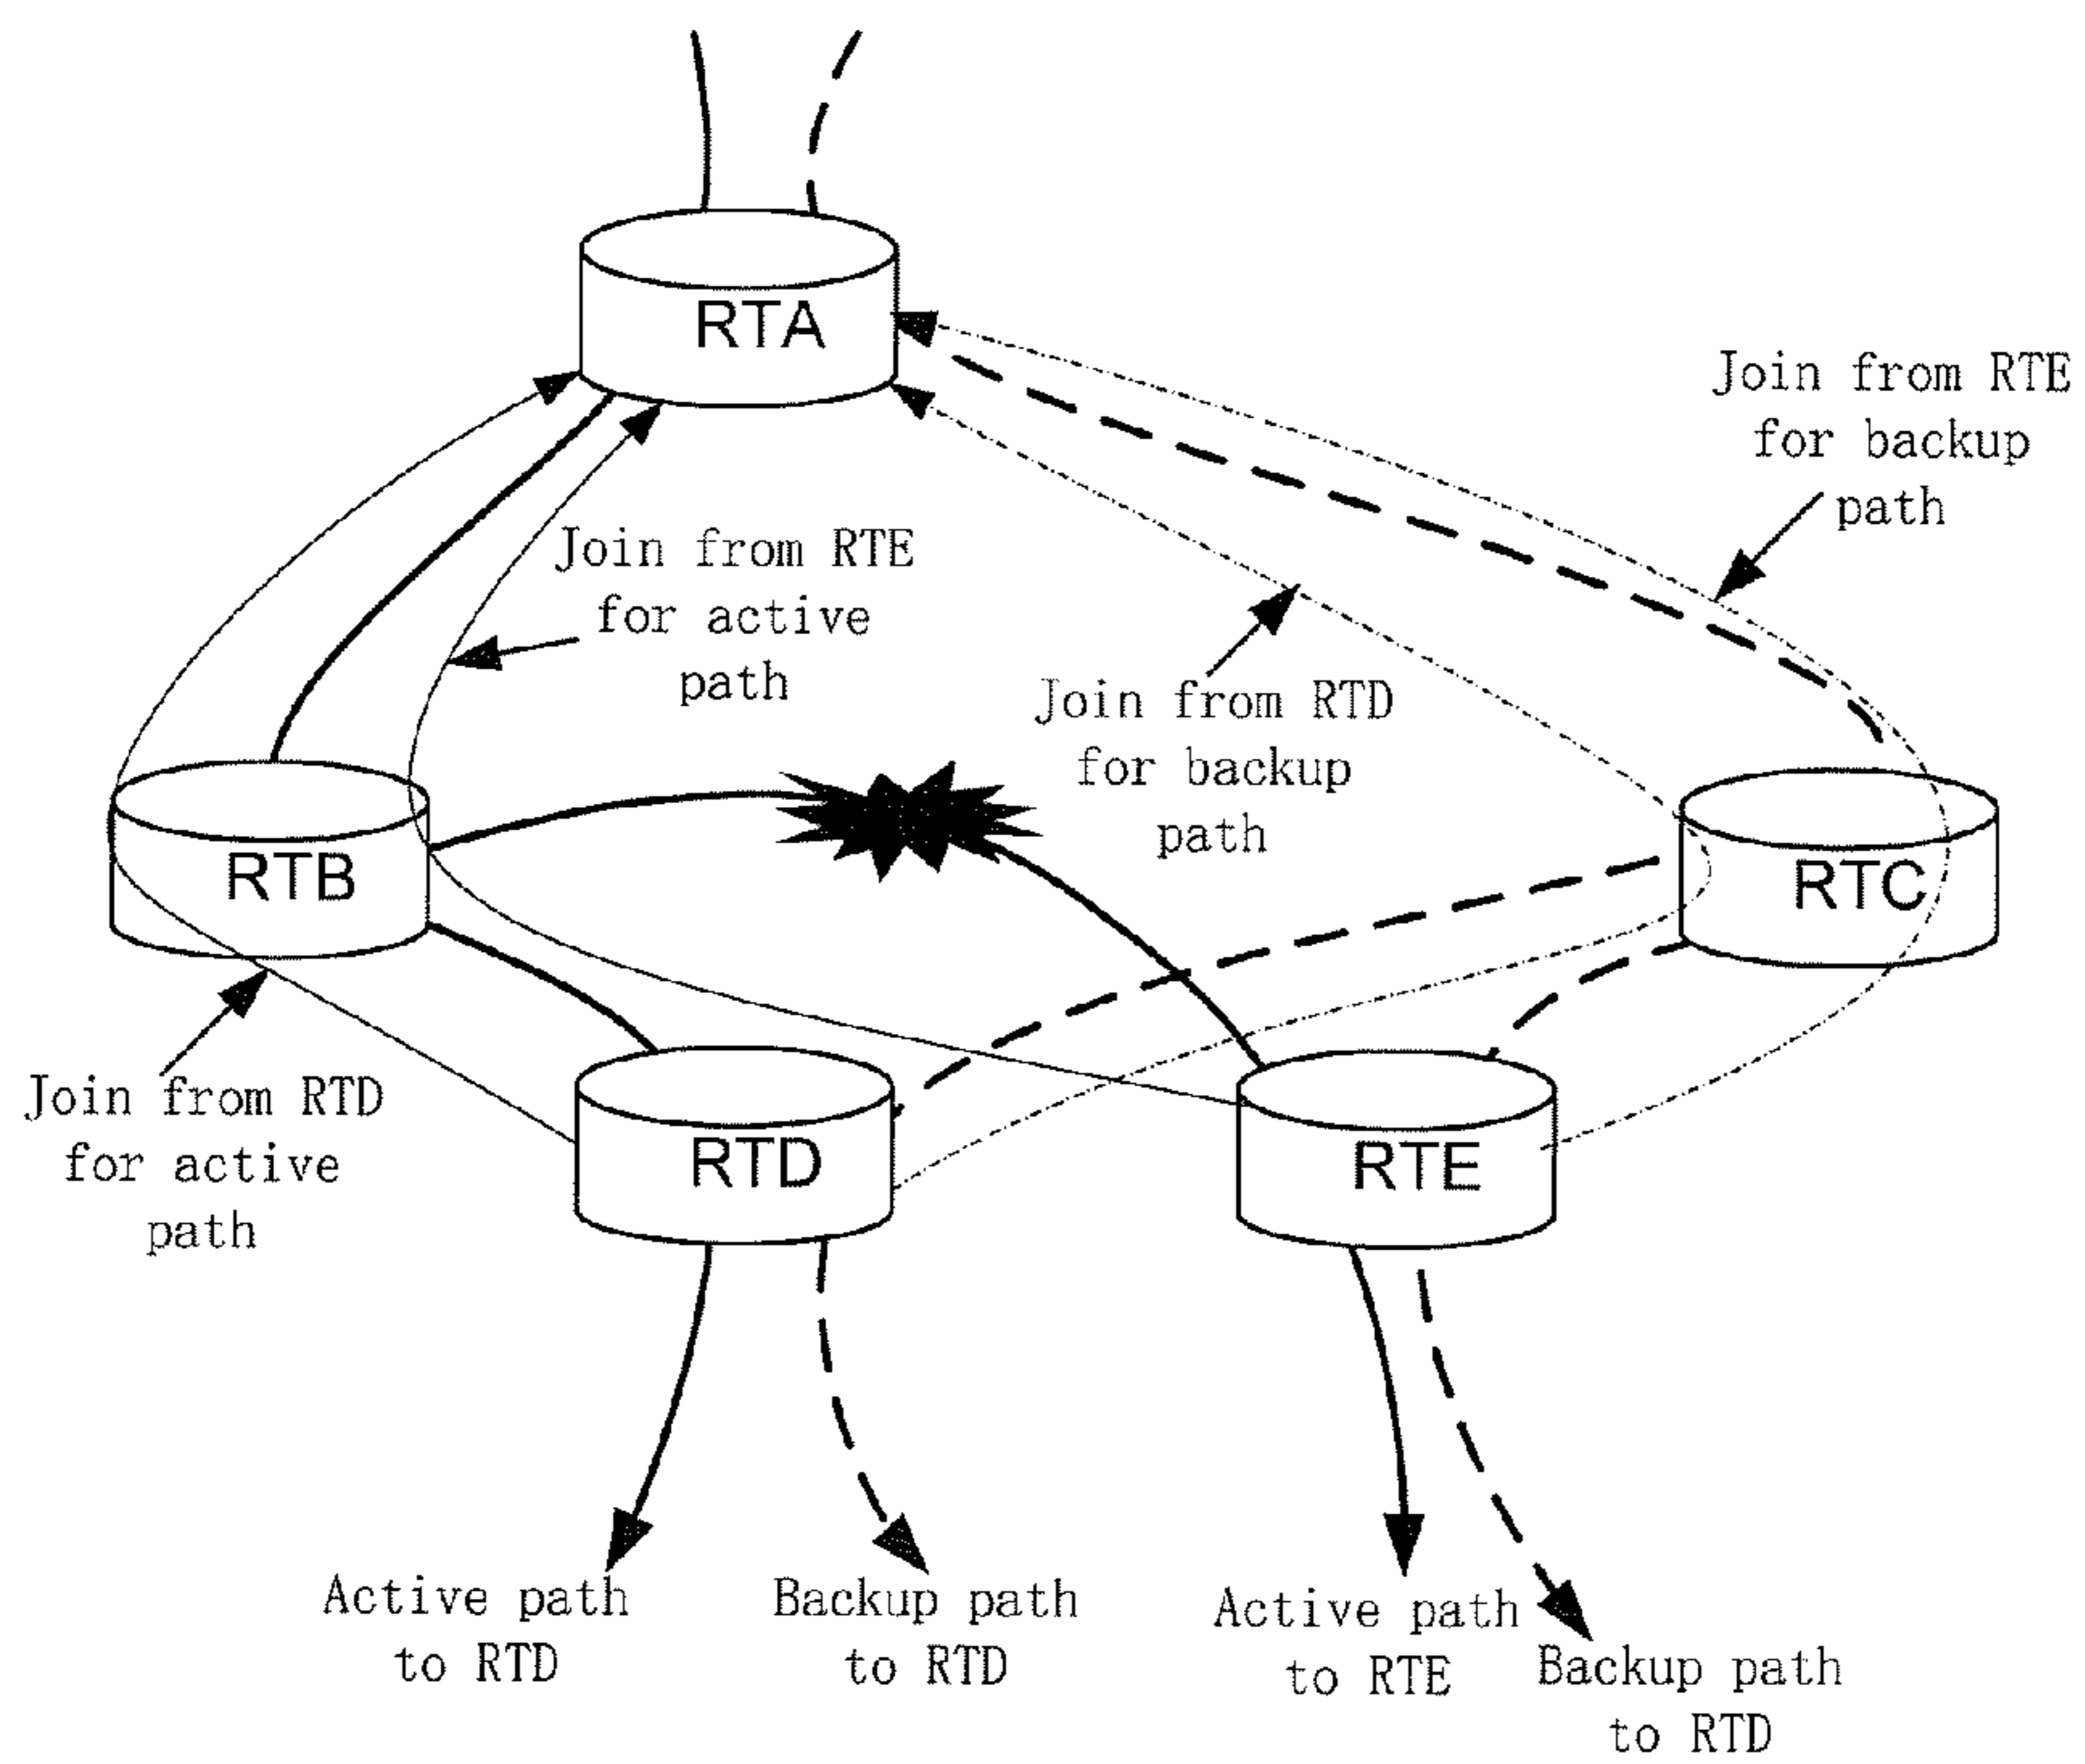 RTA
Join from RTE
for backup
path
Join from RTE
for active
path
Join from RTD
for backup
path
RTB
RTC
Join from RTD
for active
path
RTD
RTE
Active path
to RTD
Backup path
to RTD
Active path
to RTE
Backup path
to RTD